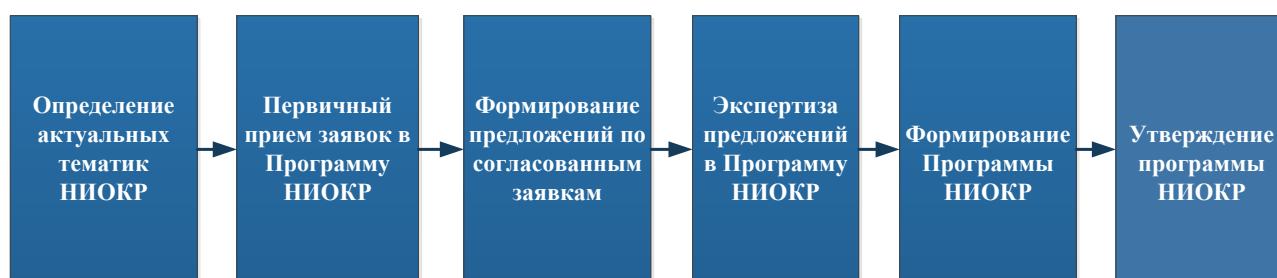 Определение
актуальных
тематик
НИОКР
Первичный
прием заявок в
Программу
НИОКР
Формирование
предложений по
согласованным
заявкам
Экспертиза
предложений
в Программу
НИОКР
Формирование
Программы
НИОКР
Утверждение
программы
НИОКР